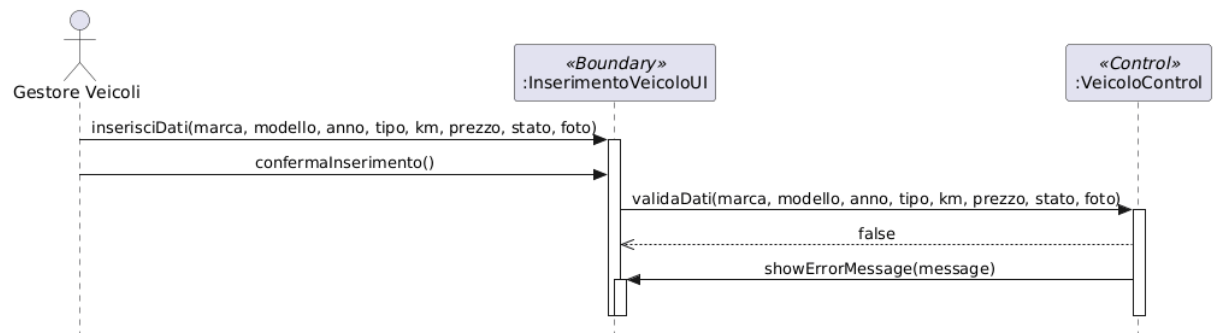 «Boundary»
:InserimentoVeicoloUI
«Control»
:VeicoloControl
Gestore Veicoli
inserisciDati(marca, modello, anno, tipo, km, prezzo, stato, foto)
confermaInserimento()
validaDati(marca, modello, anno, tipo, km, prezzo, stato, foto)
false
showErrorMessage(message)